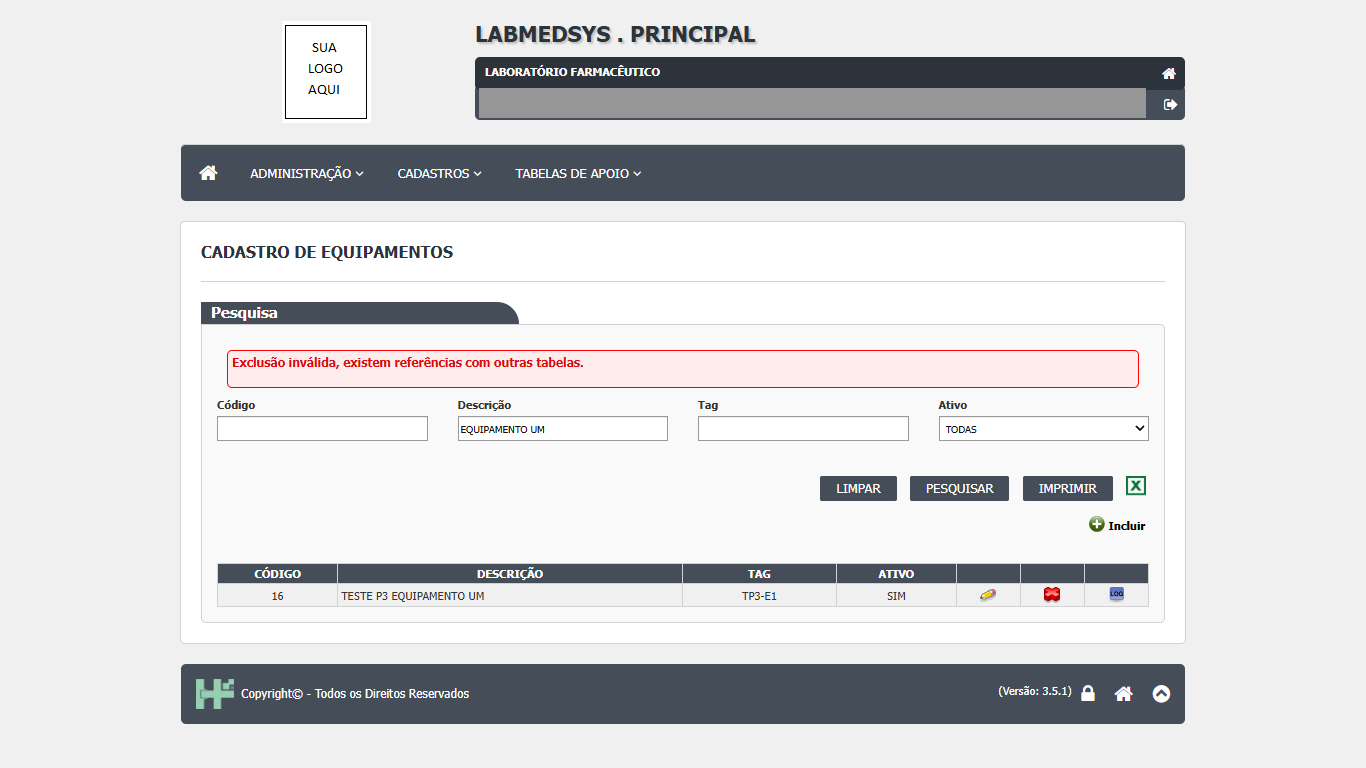 SUA
LOGO
AQUI
LABMEDSYS . PRINCIPAL
LABORATÓRIO FARMACÊUTICO
ADMINISTRAÇÃO CADASTROS TABELAS DE APOIO
CADASTRO DE EQUIPAMENTOS
Pesquisa
Exclusão inválida, existem referências com outras tabelas.
Código Descrição Tag Ativo
EQUIPAMENTO UM TODAS
LIMPAR PESQUISAR IMPRIMIR X
Incluir
CÓDIGO DESCRIÇÃO TAG ATIVO
16 TESTE P3 EQUIPAMENTO UM TP3-E1 SIM LOG
Copyright© - Todos os Direitos Reservados (Versão: 3.5.1)